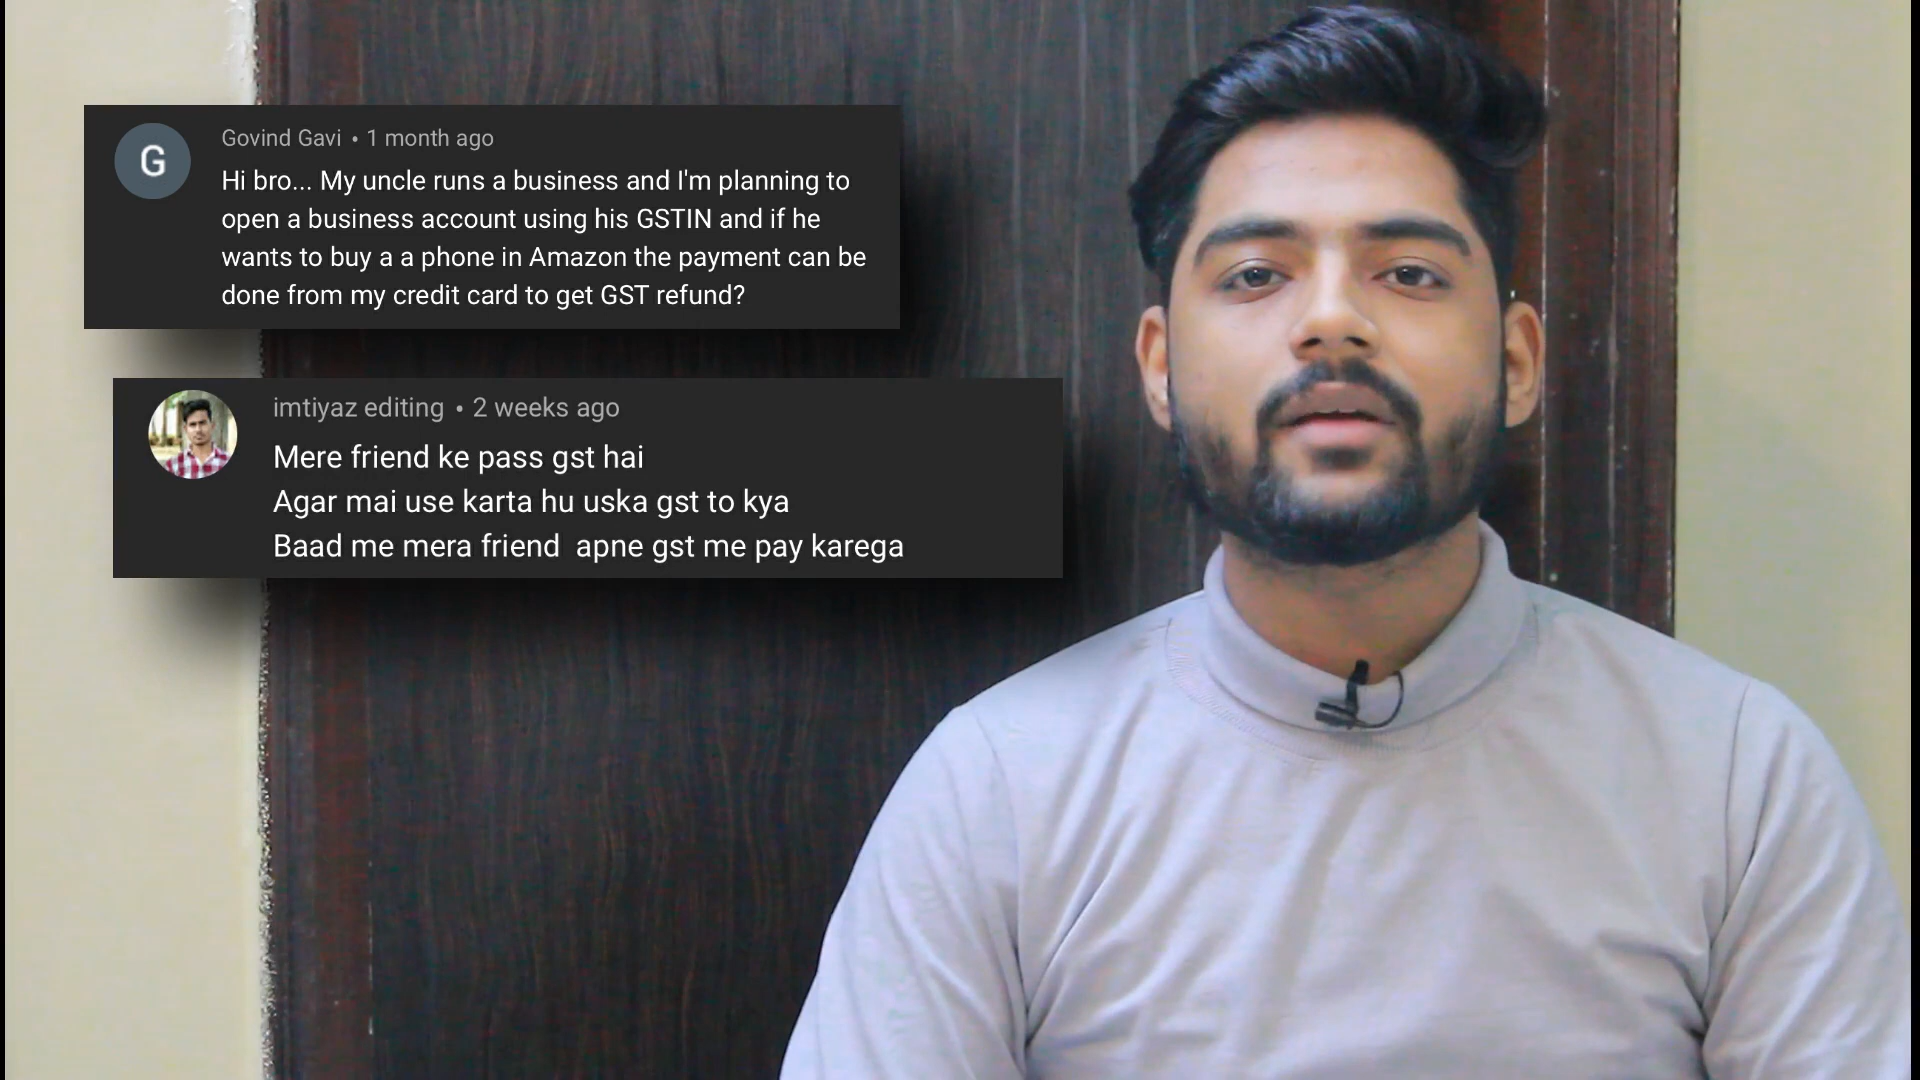 G
Govind Gavi • 1 month ago
Hi bro... My uncle runs a business and I'm planning to
open a business account using his GSTIN and if he
wants to buy a a phone in Amazon the payment can be
done from my credit card to get GST refund?
imtiyaz editing • 2 weeks ago
Mere friend ke pass gst hai
Agar mai use karta hu uska gst to kya
Baad me mera friend  apne gst me pay karega